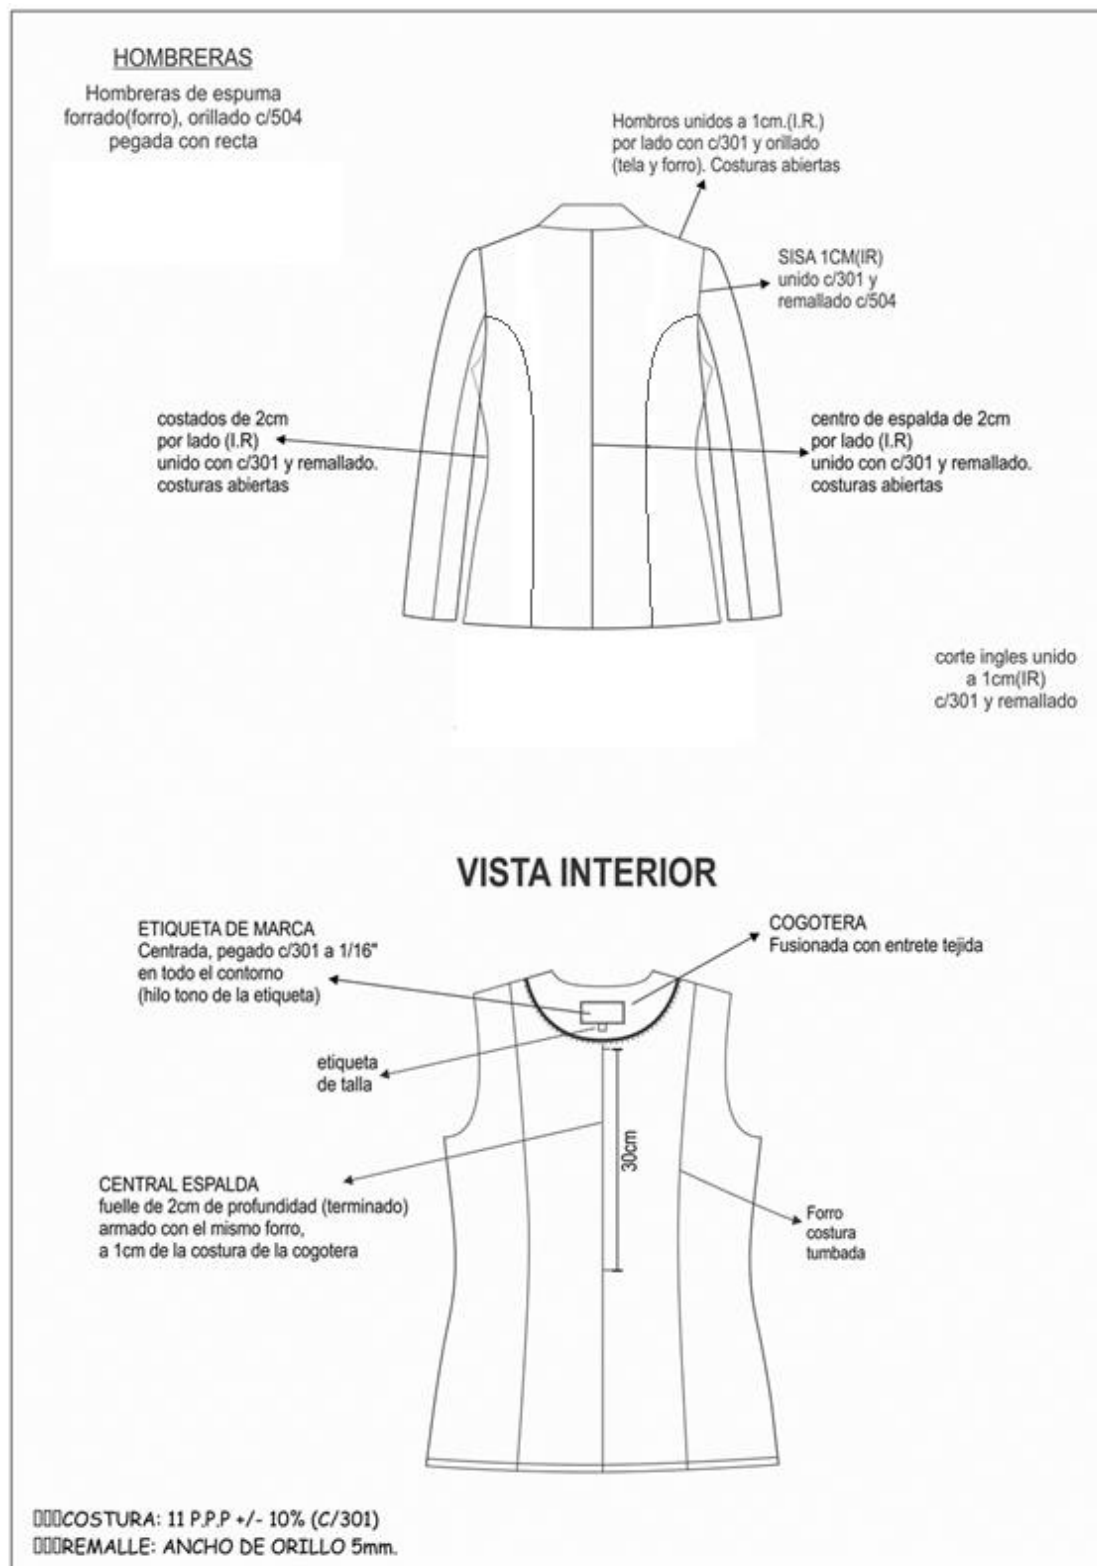 HOMBRERAS
Hombreras de espuma
forrado(forro), orillado c/504
pegada con recta
Hombros unidos a 1cm.(I.R.)
por lado con c/301 y orillado
(tela y forro). Costuras abiertas
SISA 1CM(IR)
unido c/301 y
remallado c/504
costados de 2cm
por lado (I.R)
unido con c/301 y remallado.
costuras abiertas
centro de espalda de 2cm
por lado (I.R)
unido con c/301 y remallado.
costuras abiertas
corte ingles unido
a 1cm(IR)
c/301 y remallado
VISTA INTERIOR
ETIQUETA DE MARCA
Centrada, pegado c/301 a 1/16"
en todo el contorno
(hilo tono de la etiqueta)
COGOTERA
Fusionada con entrete tejida
etiqueta
de talla
30cm
CENTRAL ESPALDA
fuelle de 2cm de profundidad (terminado)
armado con el mismo forro,
a 1cm de la costura de la cogotera
Forro
costura
tumbada
COSTURA: 11 P.P.P +/- 10% (C/301)
REMALLE: ANCHO DE ORILLO 5mm.